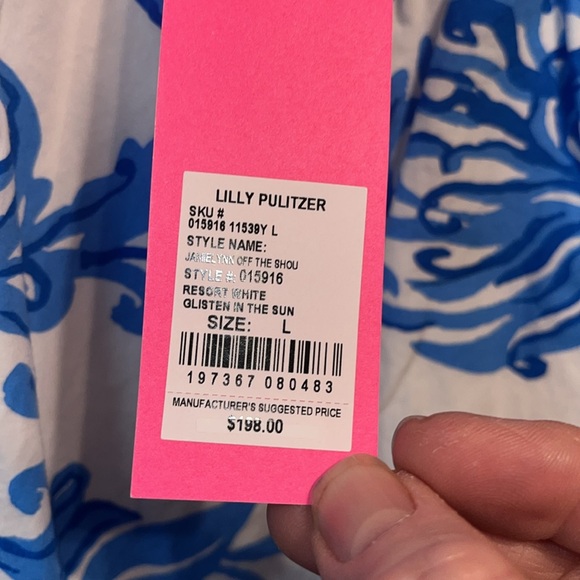 LILLY PULITZER
SKU #
015916 11539Y L
STYLE NAME:
JAMIELYNN OFF THE SHOU
STYLE #: 015916
RESORT WHITE
GLISTEN IN THE SUN
SIZE: L
197367 080483
MANUFACTURER'S SUGGESTED PRICE
$198.00